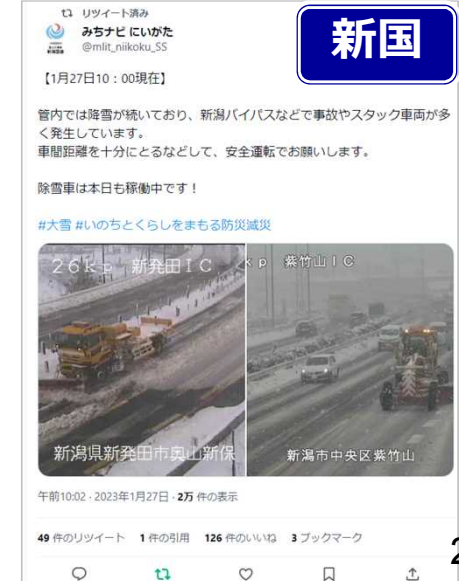 リツイート済み
みちナビ にいがた
@mlit_niikoku_SS
新国
【1月27日10:00現在】
管内では降雪が続いており、新潟バイパスなどで事故やスタック車両が多
く発生しています。
車間距離を十分にとるなどして、安全運転でお願いします。
除雪車は本日も稼働中です！
#大雪 #いのちとくらしをまもる防災減災
26kp 新発田IC
kp 紫竹山IC
新潟県新発田市奥山新保
新潟市中央区紫竹山
午前10:02 · 2023年1月27日 · 2万 件の表示
49 件のリツイート 1 件の引用 126 件のいいね 3 ブックマーク
2